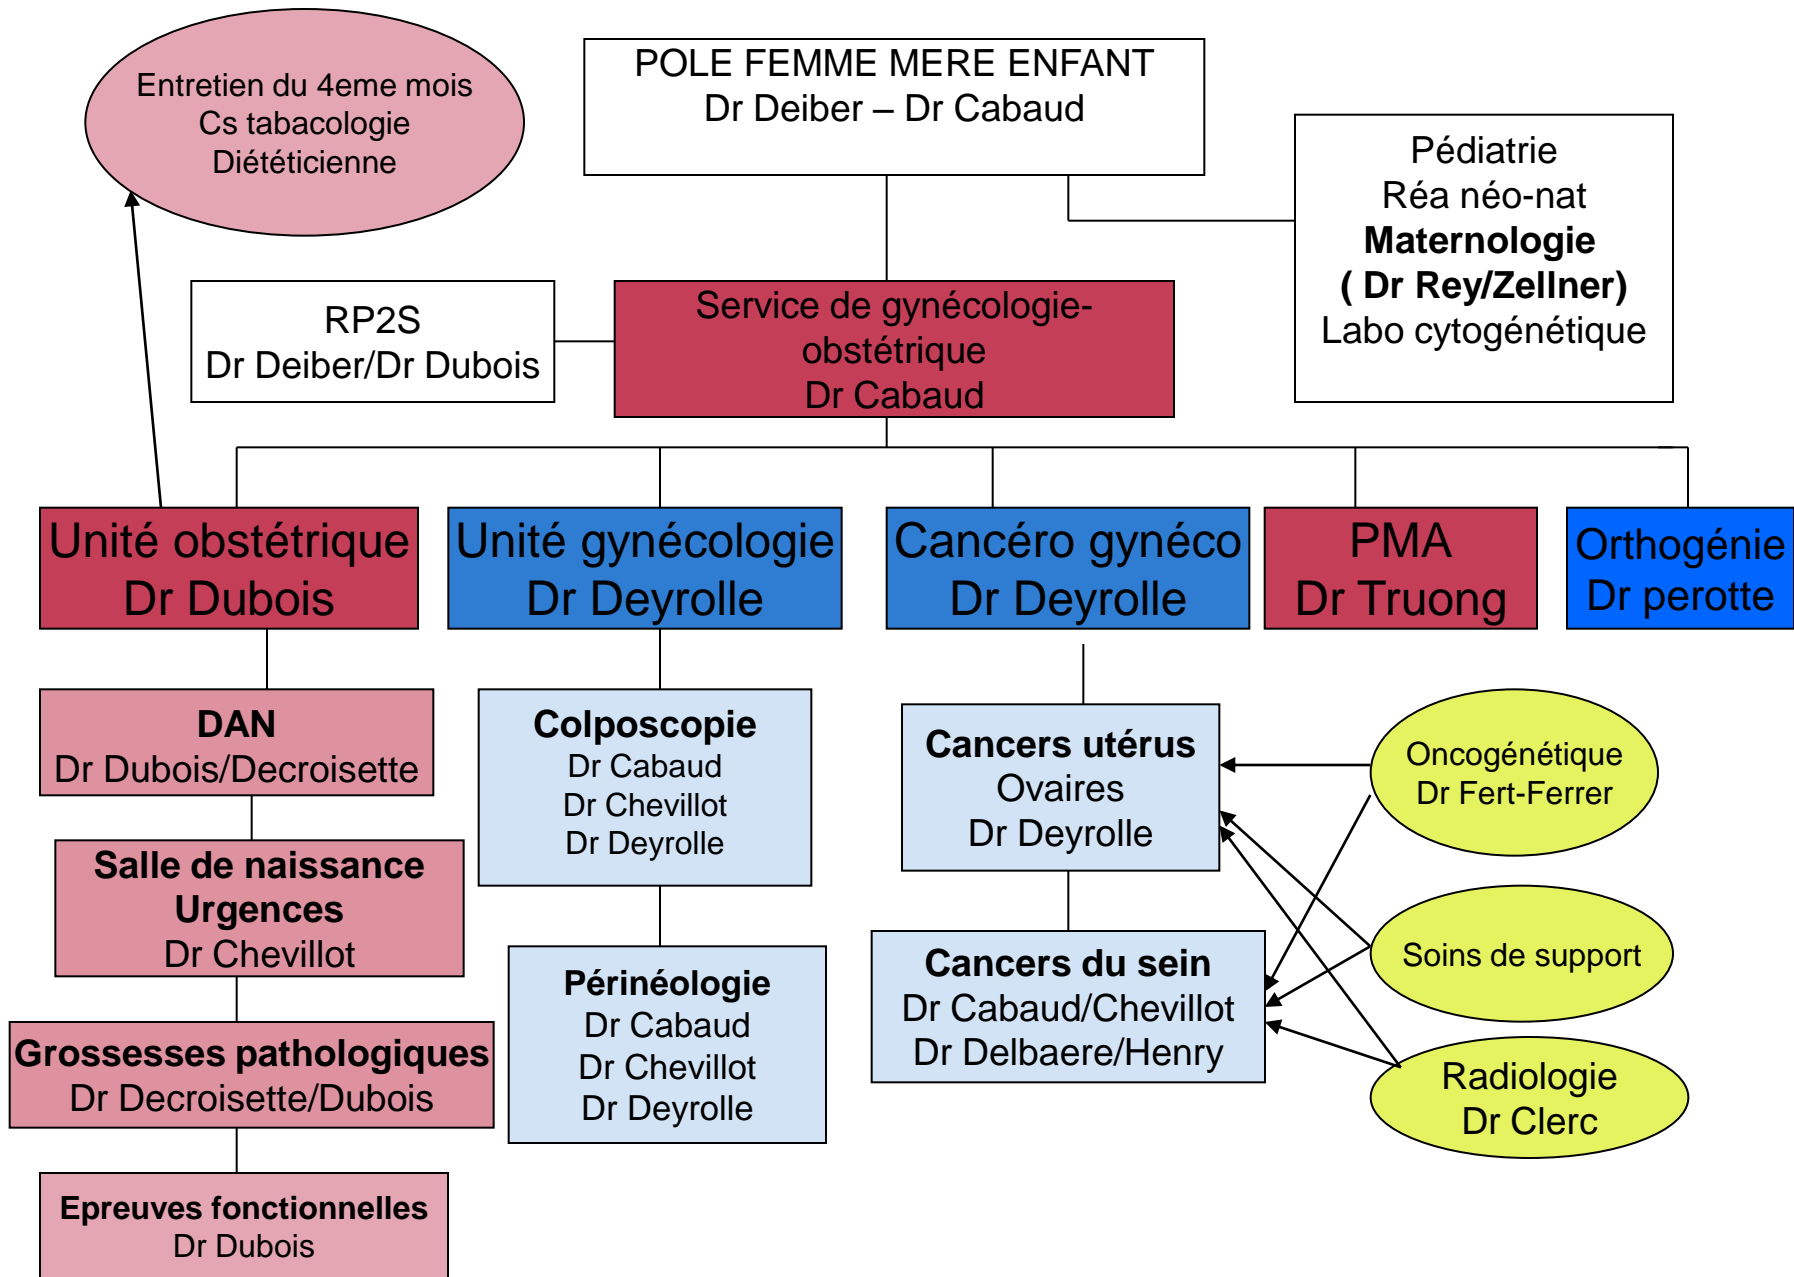 Entretien du 4eme mois
Cs tabacologie
Diététicienne
POLE FEMME MERE ENFANT
Dr Deiber – Dr Cabaud
Pédiatrie
Réa néo-nat
Maternologie
( Dr Rey/Zellner)
Labo cytogénétique
RP2S
Dr Deiber/Dr Dubois
Service de gynécologie-
obstétrique
Dr Cabaud
Unité obstétrique
Dr Dubois
Unité gynécologie
Dr Deyrolle
Cancéro gynéco
Dr Deyrolle
PMA
Dr Truong
Orthogénie
Dr perotte
DAN
Dr Dubois/Decroisette
Salle de naissance
Urgences
Dr Chevillot
Grossesses pathologiques
Dr Decroisette/Dubois
Epreuves fonctionnelles
Dr Dubois
Colposcopie
Dr Cabaud
Dr Chevillot
Dr Deyrolle
Périnéologie
Dr Cabaud
Dr Chevillot
Dr Deyrolle
Cancers utérus
Ovaires
Dr Deyrolle
Cancers du sein
Dr Cabaud/Chevillot
Dr Delbaere/Henry
Oncogénétique
Dr Fert-Ferrer
Soins de support
Radiologie
Dr Clerc